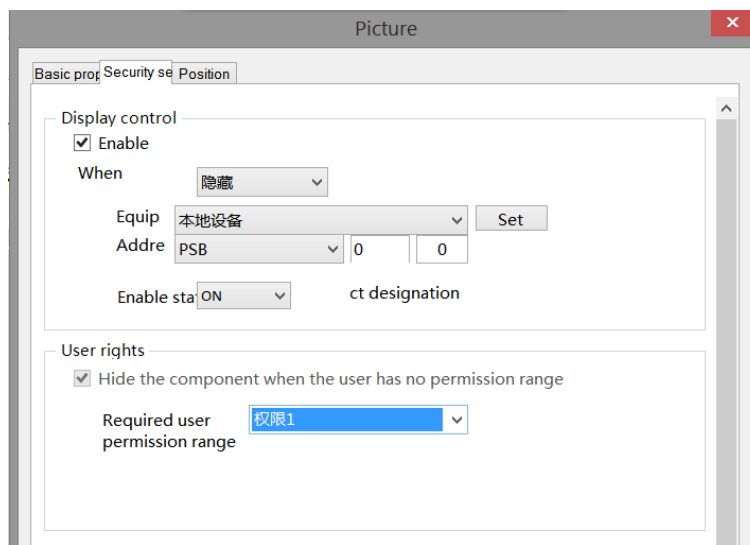 Picture
Basic prop Security se Position
Display control
Enable
When 隐藏
Equip 本地设备 Set
Addre PSB 0 0
Enable sta ON ct designation
User rights
Hide the component when the user has no permission range
Required user 权限1
permission range